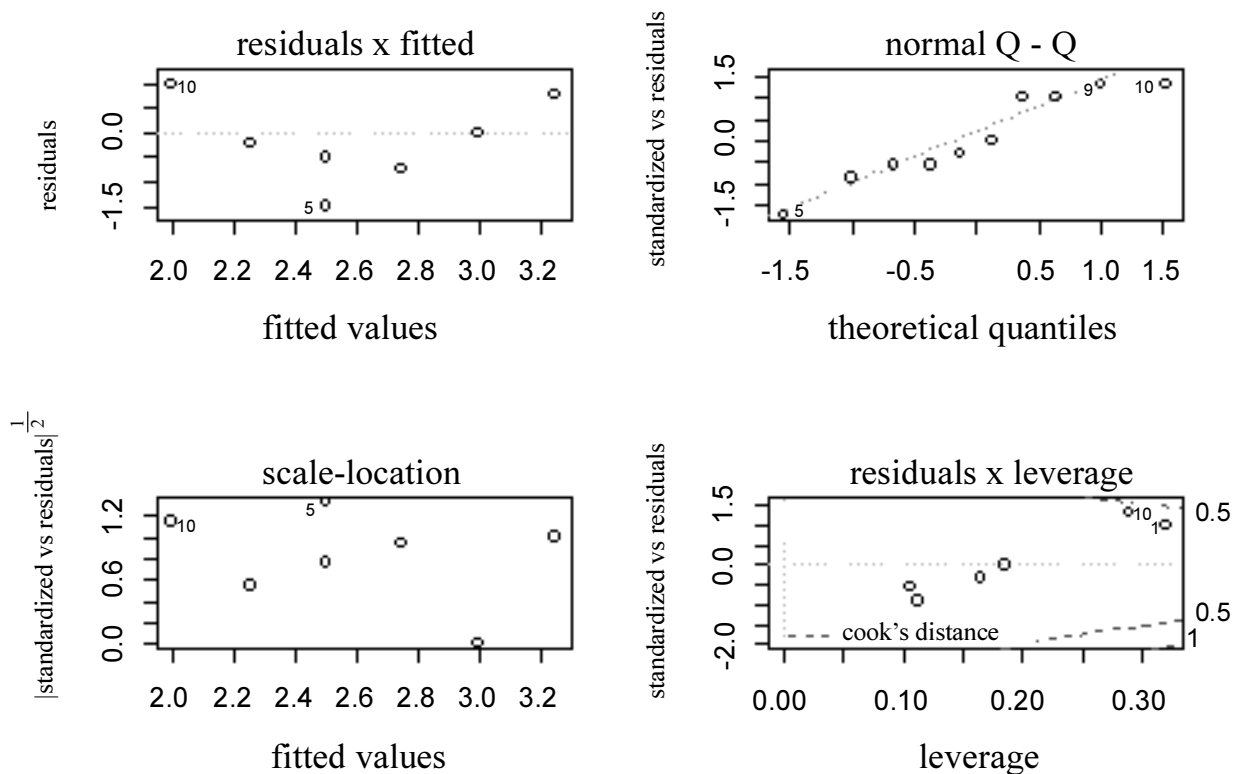 residuals x fitted
residuals
0.0
-1.5
10
5
2.0 2.2 2.4 2.6 2.8 3.0 3.2
fitted values
normal Q - Q
standardized vs residuals
1.5
0.0
-1.5
5
9
10
-1.5 -0.5 0.5 1.0 1.5
theoretical quantiles
scale-location
|standardized vs residuals|^{\frac{1}{2}}
1.2
0.6
0.0
10
5
2.0 2.2 2.4 2.6 2.8 3.0 3.2
fitted values
residuals x leverage
standardized vs residuals
1.5
0.0
-2.0
10
1
0.5
0.5
1
cook's distance
0.00 0.10 0.20 0.30
leverage